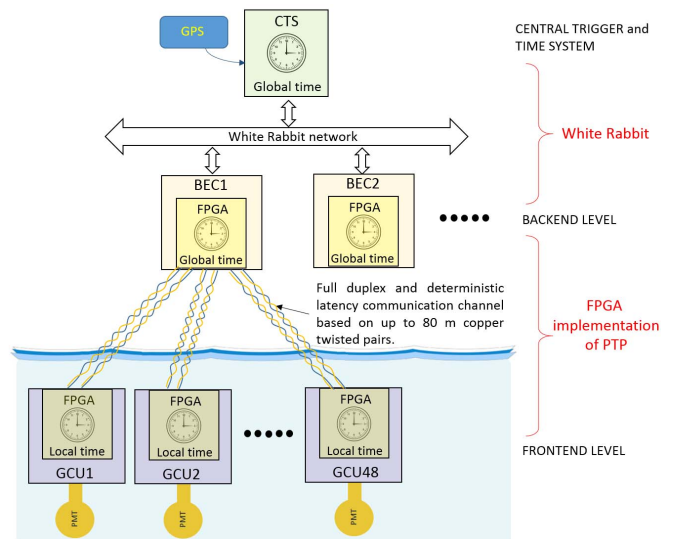 GPS
CTS
Global time
CENTRAL TRIGGER and
TIME SYSTEM
White Rabbit network
White Rabbit
BEC1
FPGA
Global time
BEC2
FPGA
Global time
BACKEND LEVEL
Full duplex and deterministic
latency communication channel
based on up to 80 m copper
twisted pairs.
FPGA
implementation
of PTP
FPGA
Local time
GCU1
FPGA
Local time
GCU2
FPGA
Local time
GCU48
FRONTEND LEVEL
PMT
PMT
PMT